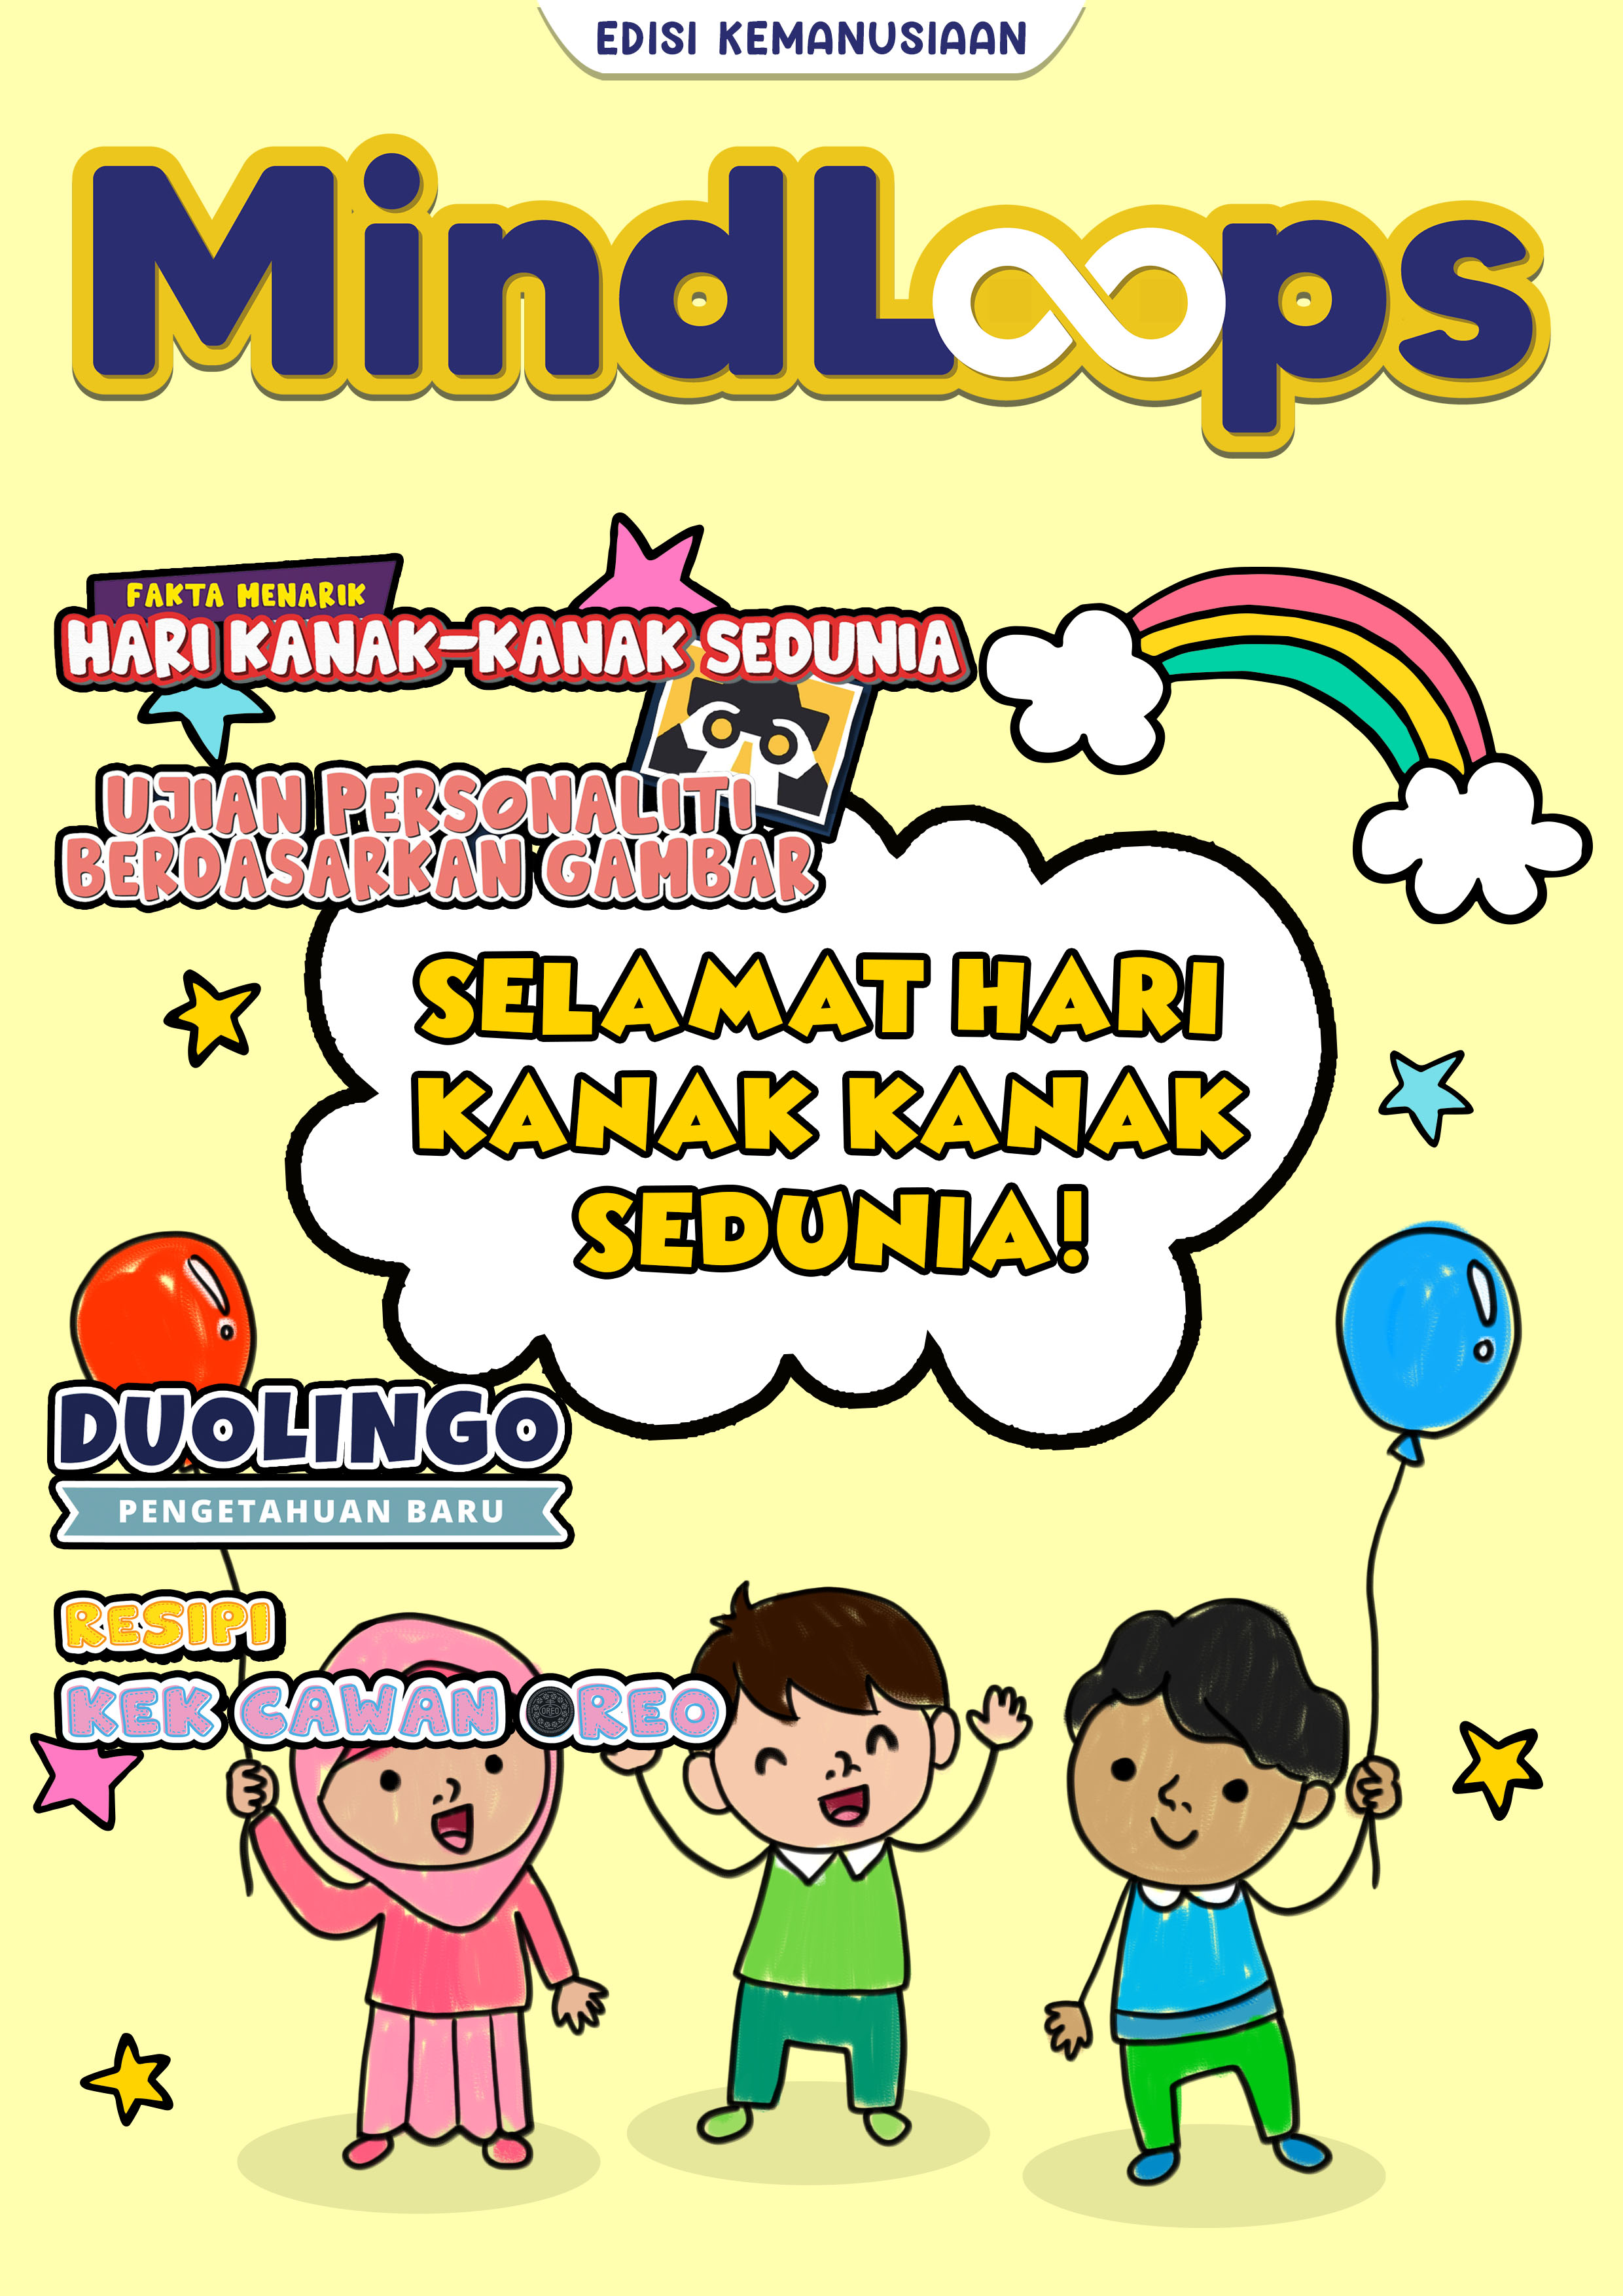 EDISI KEMANUSIAAN
MindLoops
FAKTA MENARIK
HARI KANAK-KANAK SEDUNIA
UJIAN PERSONALITI
BERDASARKAN GAMBAR
SELAMAT HARI
KANAK KANAK
SEDUNIA!
DUOLINGO
PENGETAHUAN BARU
RESIPI
KEK CAWAN OREO